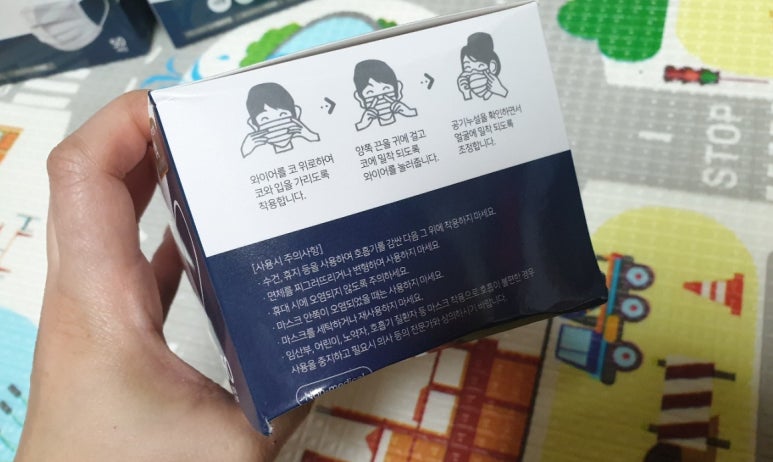 와이어를 코 위로하여
코와 입을 가리도록
착용합니다.
양쪽 끈을 귀에 걸고
코에 밀착 되도록
와이어를 눌러줍니다.
공기누설을 확인하면서
얼굴에 밀착 되도록
조정합니다.
[사용시 주의사항]
· 수건, 휴지 등을 사용하여 호흡기를 감싼 다음 그 위에 착용하지 마세요.
· 면체를 찌그러뜨리거나 변형하여 사용하지 마세요
· 휴대 시에 오염되지 않도록 주의하세요.
· 마스크 안쪽이 오염되었을 때는 사용하지 마세요.
· 마스크를 세탁하거나 재사용하지 마세요.
· 임산부, 어린이, 노약자, 호흡기 질환자 등 마스크 착용으로 호흡이 불편한 경우
사용을 중지하고 필요시 의사 등의 전문가와 상의하시기 바랍니다.
Non medical
STOP
50